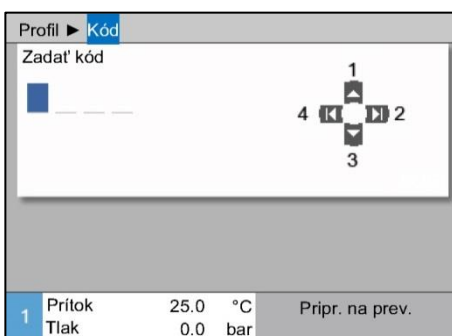 Profil ► Kód
Zadať kód
1
4 2
3
1 Prítok 25.0 °C Pripr. na prev.
Tlak 0.0 bar